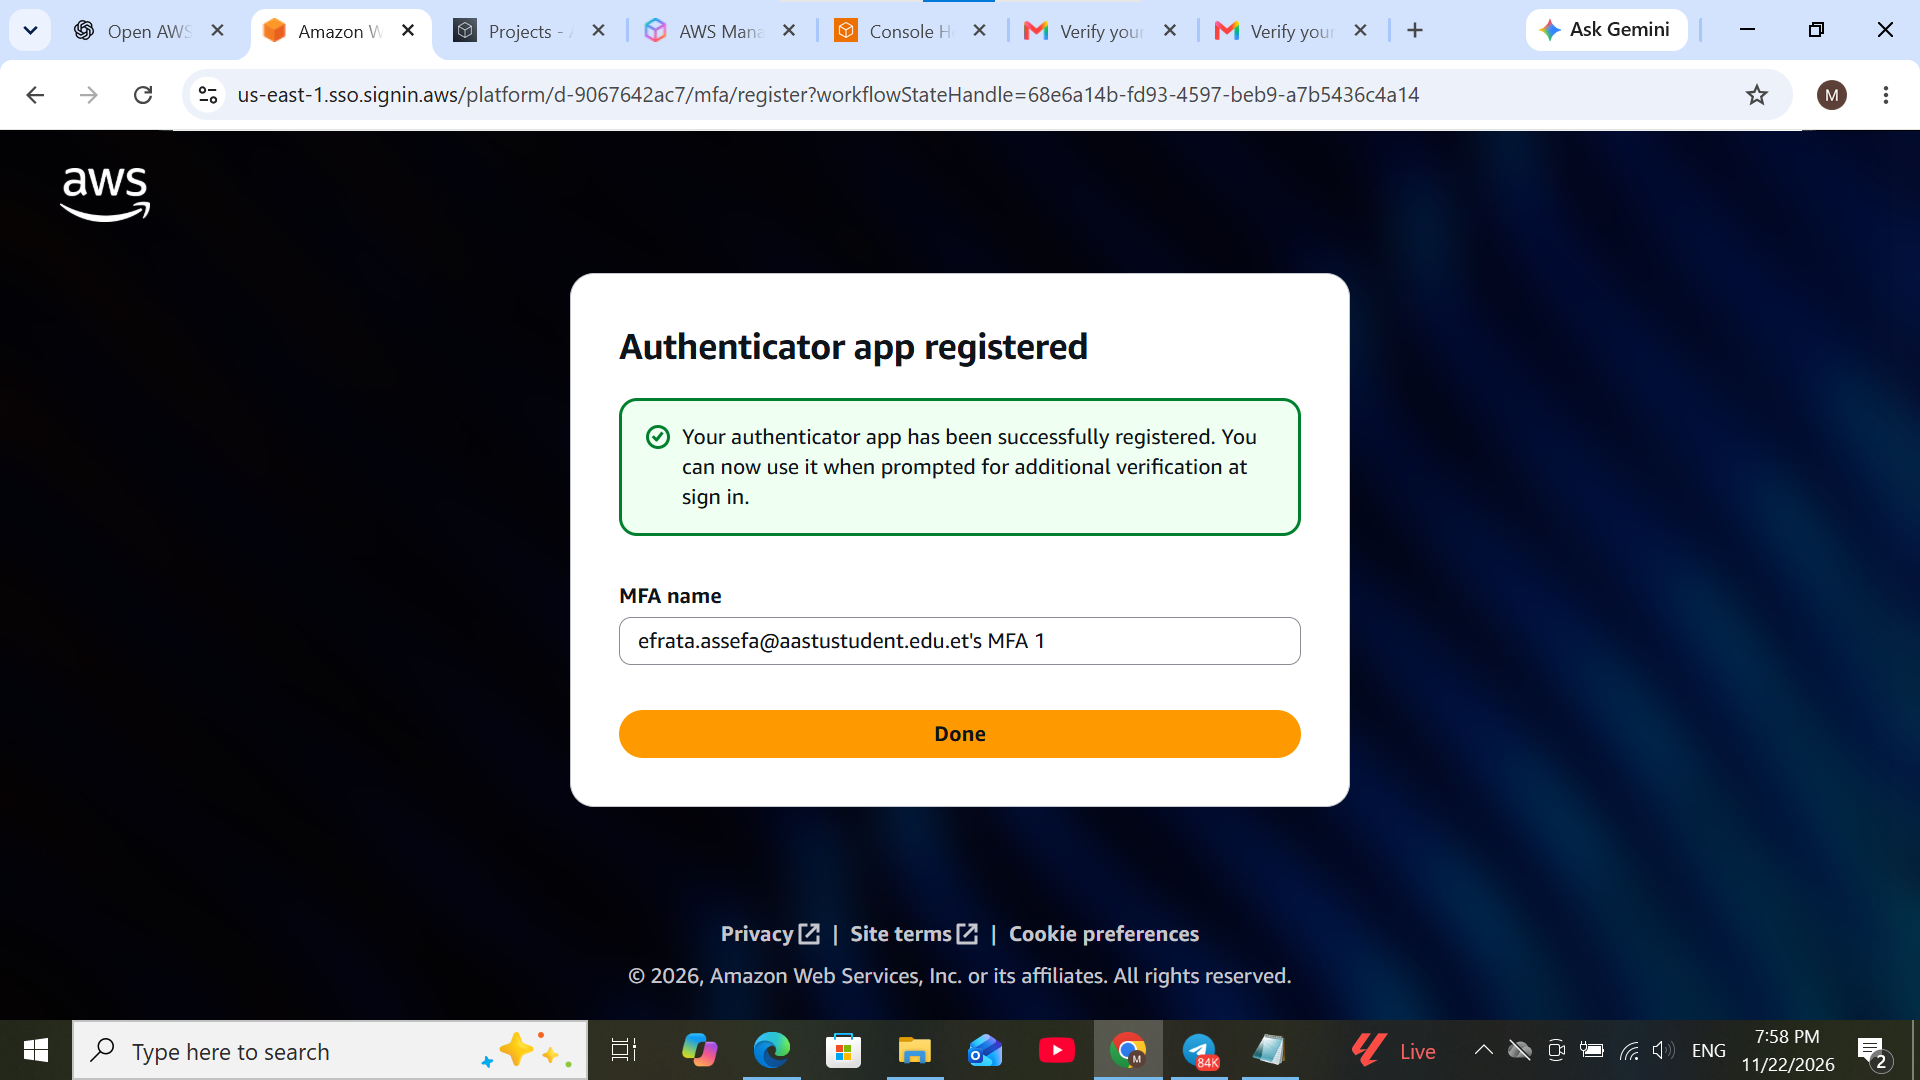 Open AWS
Amazon W
Projects - A
AWS Mana
Console H
Verify your
Verify your
Ask Gemini
us-east-1.sso.signin.aws/platform/d-9067642ac7/mfa/register?workflowStateHandle=68e6a14b-fd93-4597-beb9-a7b5436c4a14
M
aws
Authenticator app registered
Your authenticator app has been successfully registered. You
can now use it when prompted for additional verification at
sign in.
MFA name
efrata.assefa@aastustudent.edu.et's MFA 1
Done
Privacy | Site terms | Cookie preferences
© 2026, Amazon Web Services, Inc. or its affiliates. All rights reserved.
Type here to search
M
84K
Live
ENG
7:58 PM
11/22/2026
2